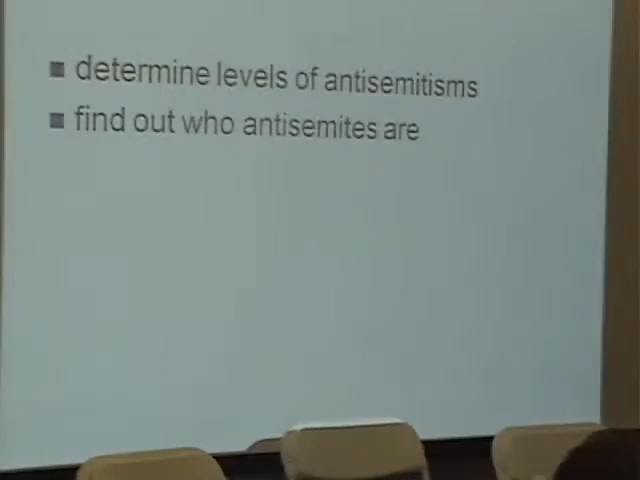 determine levels of antisemitisms
find out who antisemites are